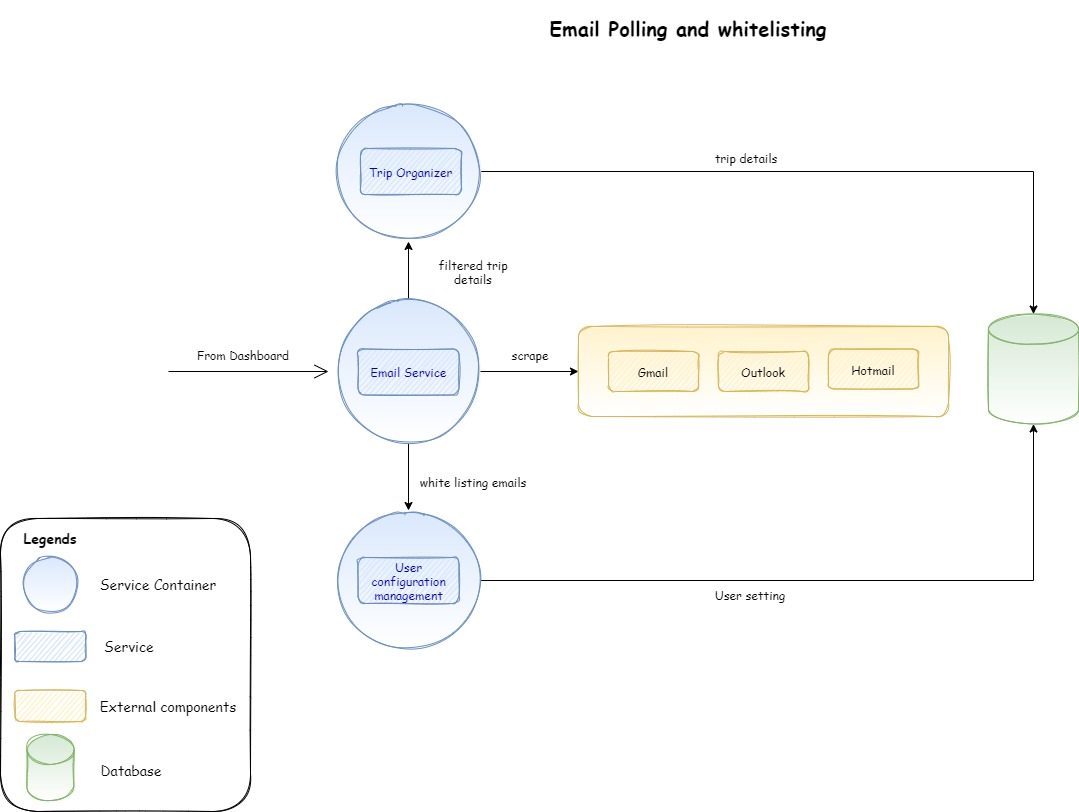 Email Polling and whitelisting
trip details
Trip Organizer
filtered trip
details
From Dashboard
scrape
Email Service
Gmail
Outlook
Hotmail
white listing emails
User
configuration
management
User setting
Legends
Service Container
Service
External components
Database